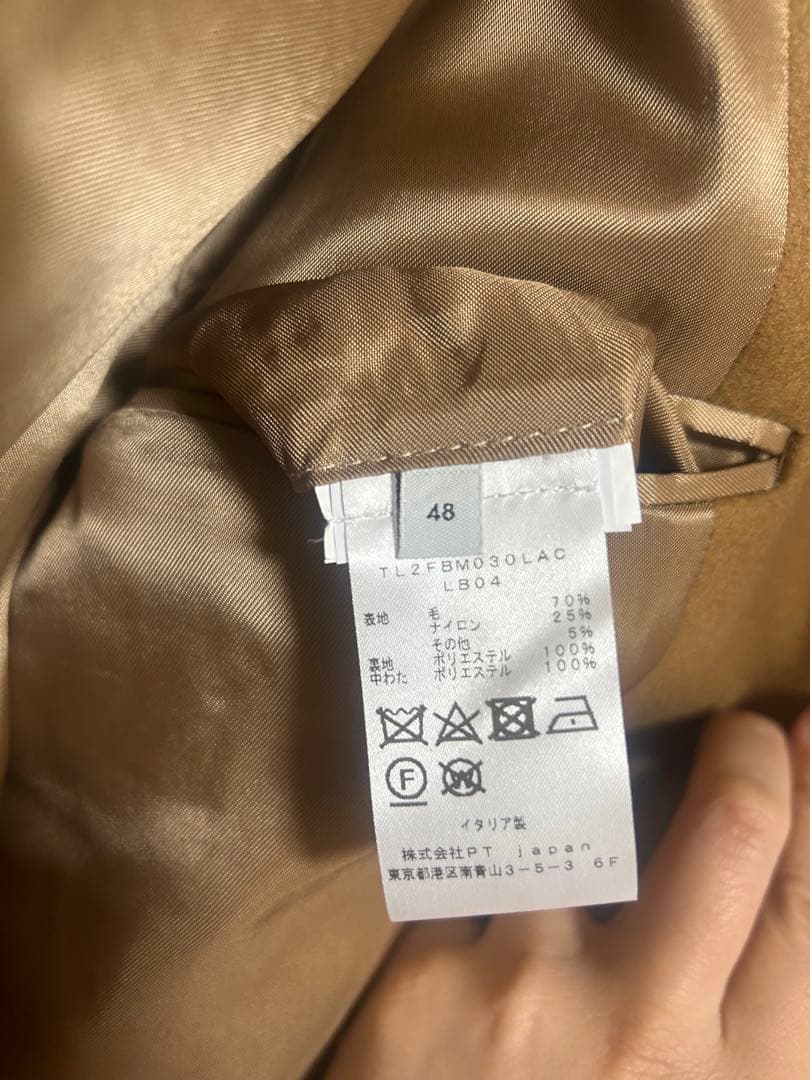 48
TL2FBM030LAC
LB04
表地 毛 70%
ナイロン 25%
その他 5%
裏地 ポリエステル 100%
中わた ポリエステル 100%
F
W
イタリア製
株式会社PT japan
東京都港区南青山3-5-3 6F